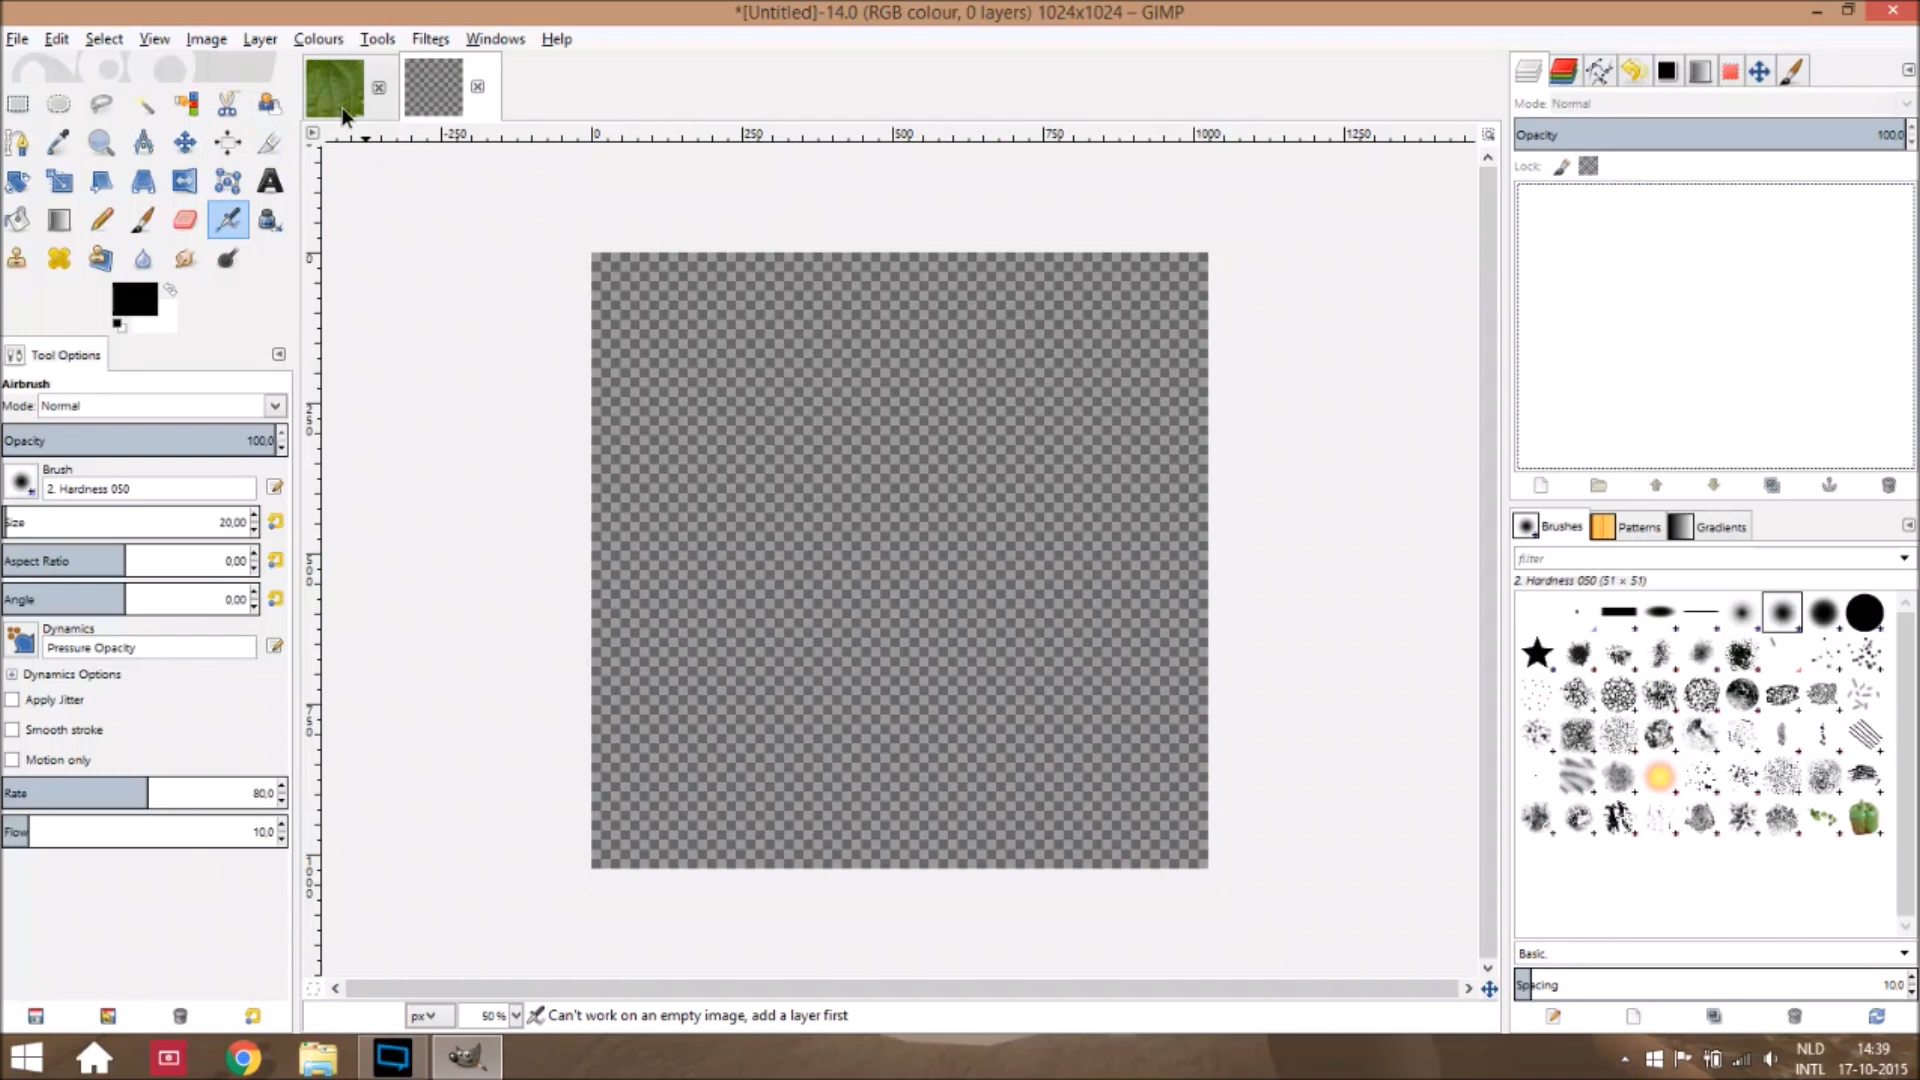 *[Untitled]-14.0 (RGB colour, 0 layers) 1024x1024 – GIMP
File Edit Select View Image Layer Colours Tools Filters Windows Help
-250 0 250 500 750 1000 1250
Mode: Normal
Opacity 100.0
Lock:
0
250
500
750
1000
Tool Options
Airbrush
Mode: Normal
Opacity 100,0
Brush
2. Hardness 050
Size 20,00
Aspect Ratio 0,00
Angle 0,00
Dynamics
Pressure Opacity
Dynamics Options
Apply Jitter
Smooth stroke
Motion only
Rate 80,0
Flow 10,0
Brushes Patterns Gradients
filter
2. Hardness 050 (51 × 51)
Basic.
Spacing 10.0
px 50 % Can't work on an empty image, add a layer first
NLD 14:39
INTL 17-10-2015